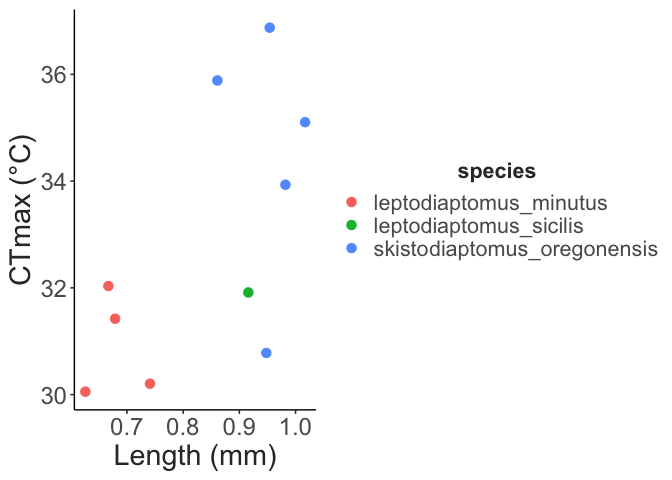 36
34
32
30
CTmax (°C)
0.7 0.8 0.9 1.0
Length (mm)
species
leptodiaptomus_minutus
leptodiaptomus_sicilis
skistodiaptomus_oregonensis